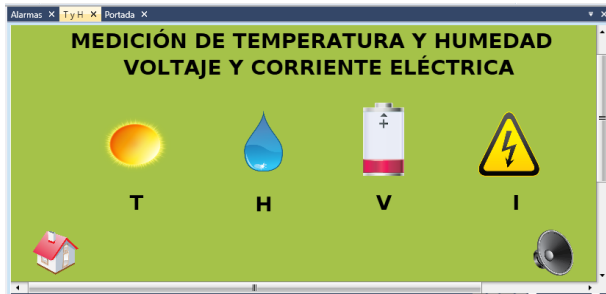 Alarmas T y H Portada
MEDICIÓN DE TEMPERATURA Y HUMEDAD
VOLTAJE Y CORRIENTE ELÉCTRICA
T H V I